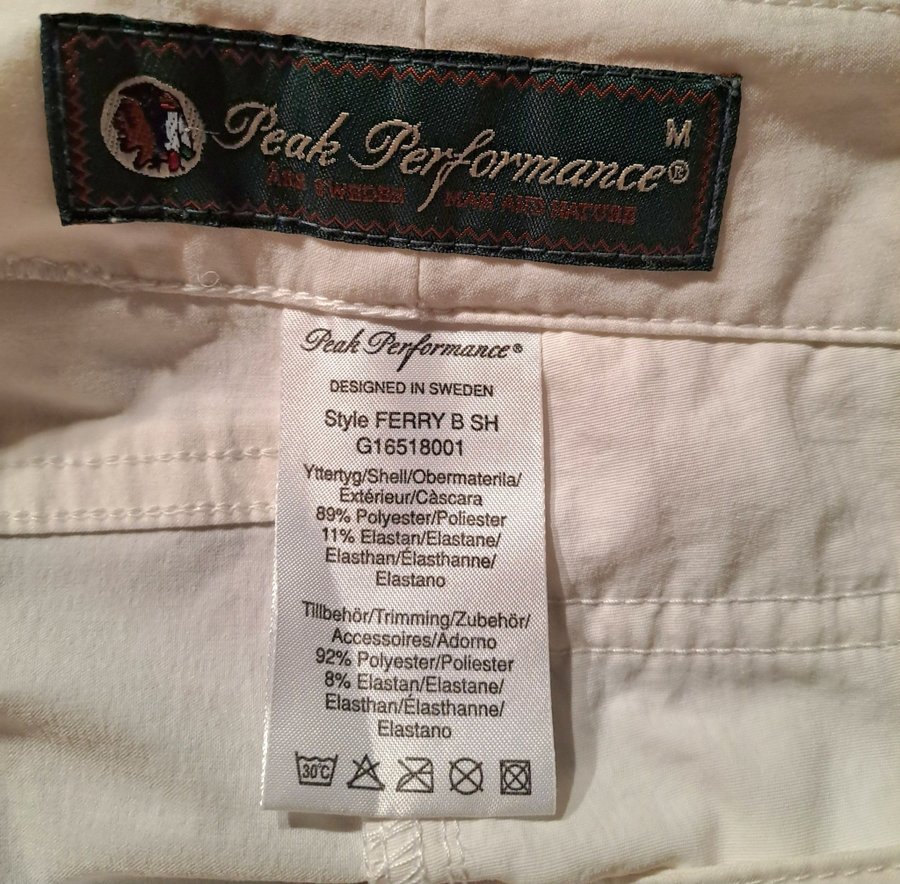 M
Peak Performance®
ÅRE SWEDEN MAN AND NATURE
Peak Performance®
DESIGNED IN SWEDEN
Style FERRY B SH
G16518001
Yttertyg/Shell/Obermaterila/
Extérieur/Càscara
89% Polyester/Poliester
11% Elastan/Elastane/
Elasthan/Élasthanne/
Elastano
Tillbehör/Trimming/Zubehör/
Accessoires/Adorno
92% Polyester/Poliester
8% Elastan/Elastane/
Elasthan/Élasthanne/
Elastano
30°C